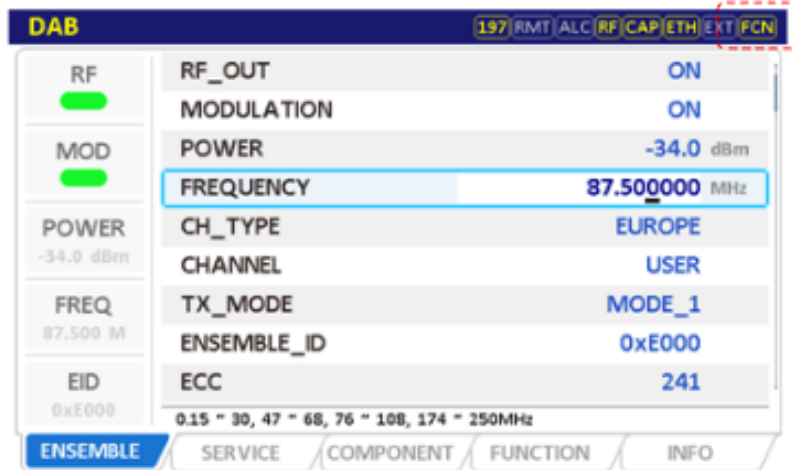 DAB 197 RMT ALC RF CAP ETH EXT FCN
RF
MOD
POWER
-34.0 dBm
FREQ
87.500 M
EID
0xE000
RF_OUT ON
MODULATION ON
POWER -34.0 dBm
FREQUENCY 87.500000 MHz
CH_TYPE EUROPE
CHANNEL USER
TX_MODE MODE_1
ENSEMBLE_ID 0xE000
ECC 241
0.15 ~ 30, 47 ~ 68, 76 ~ 108, 174 ~ 250MHz
ENSEMBLE SERVICE COMPONENT FUNCTION INFO